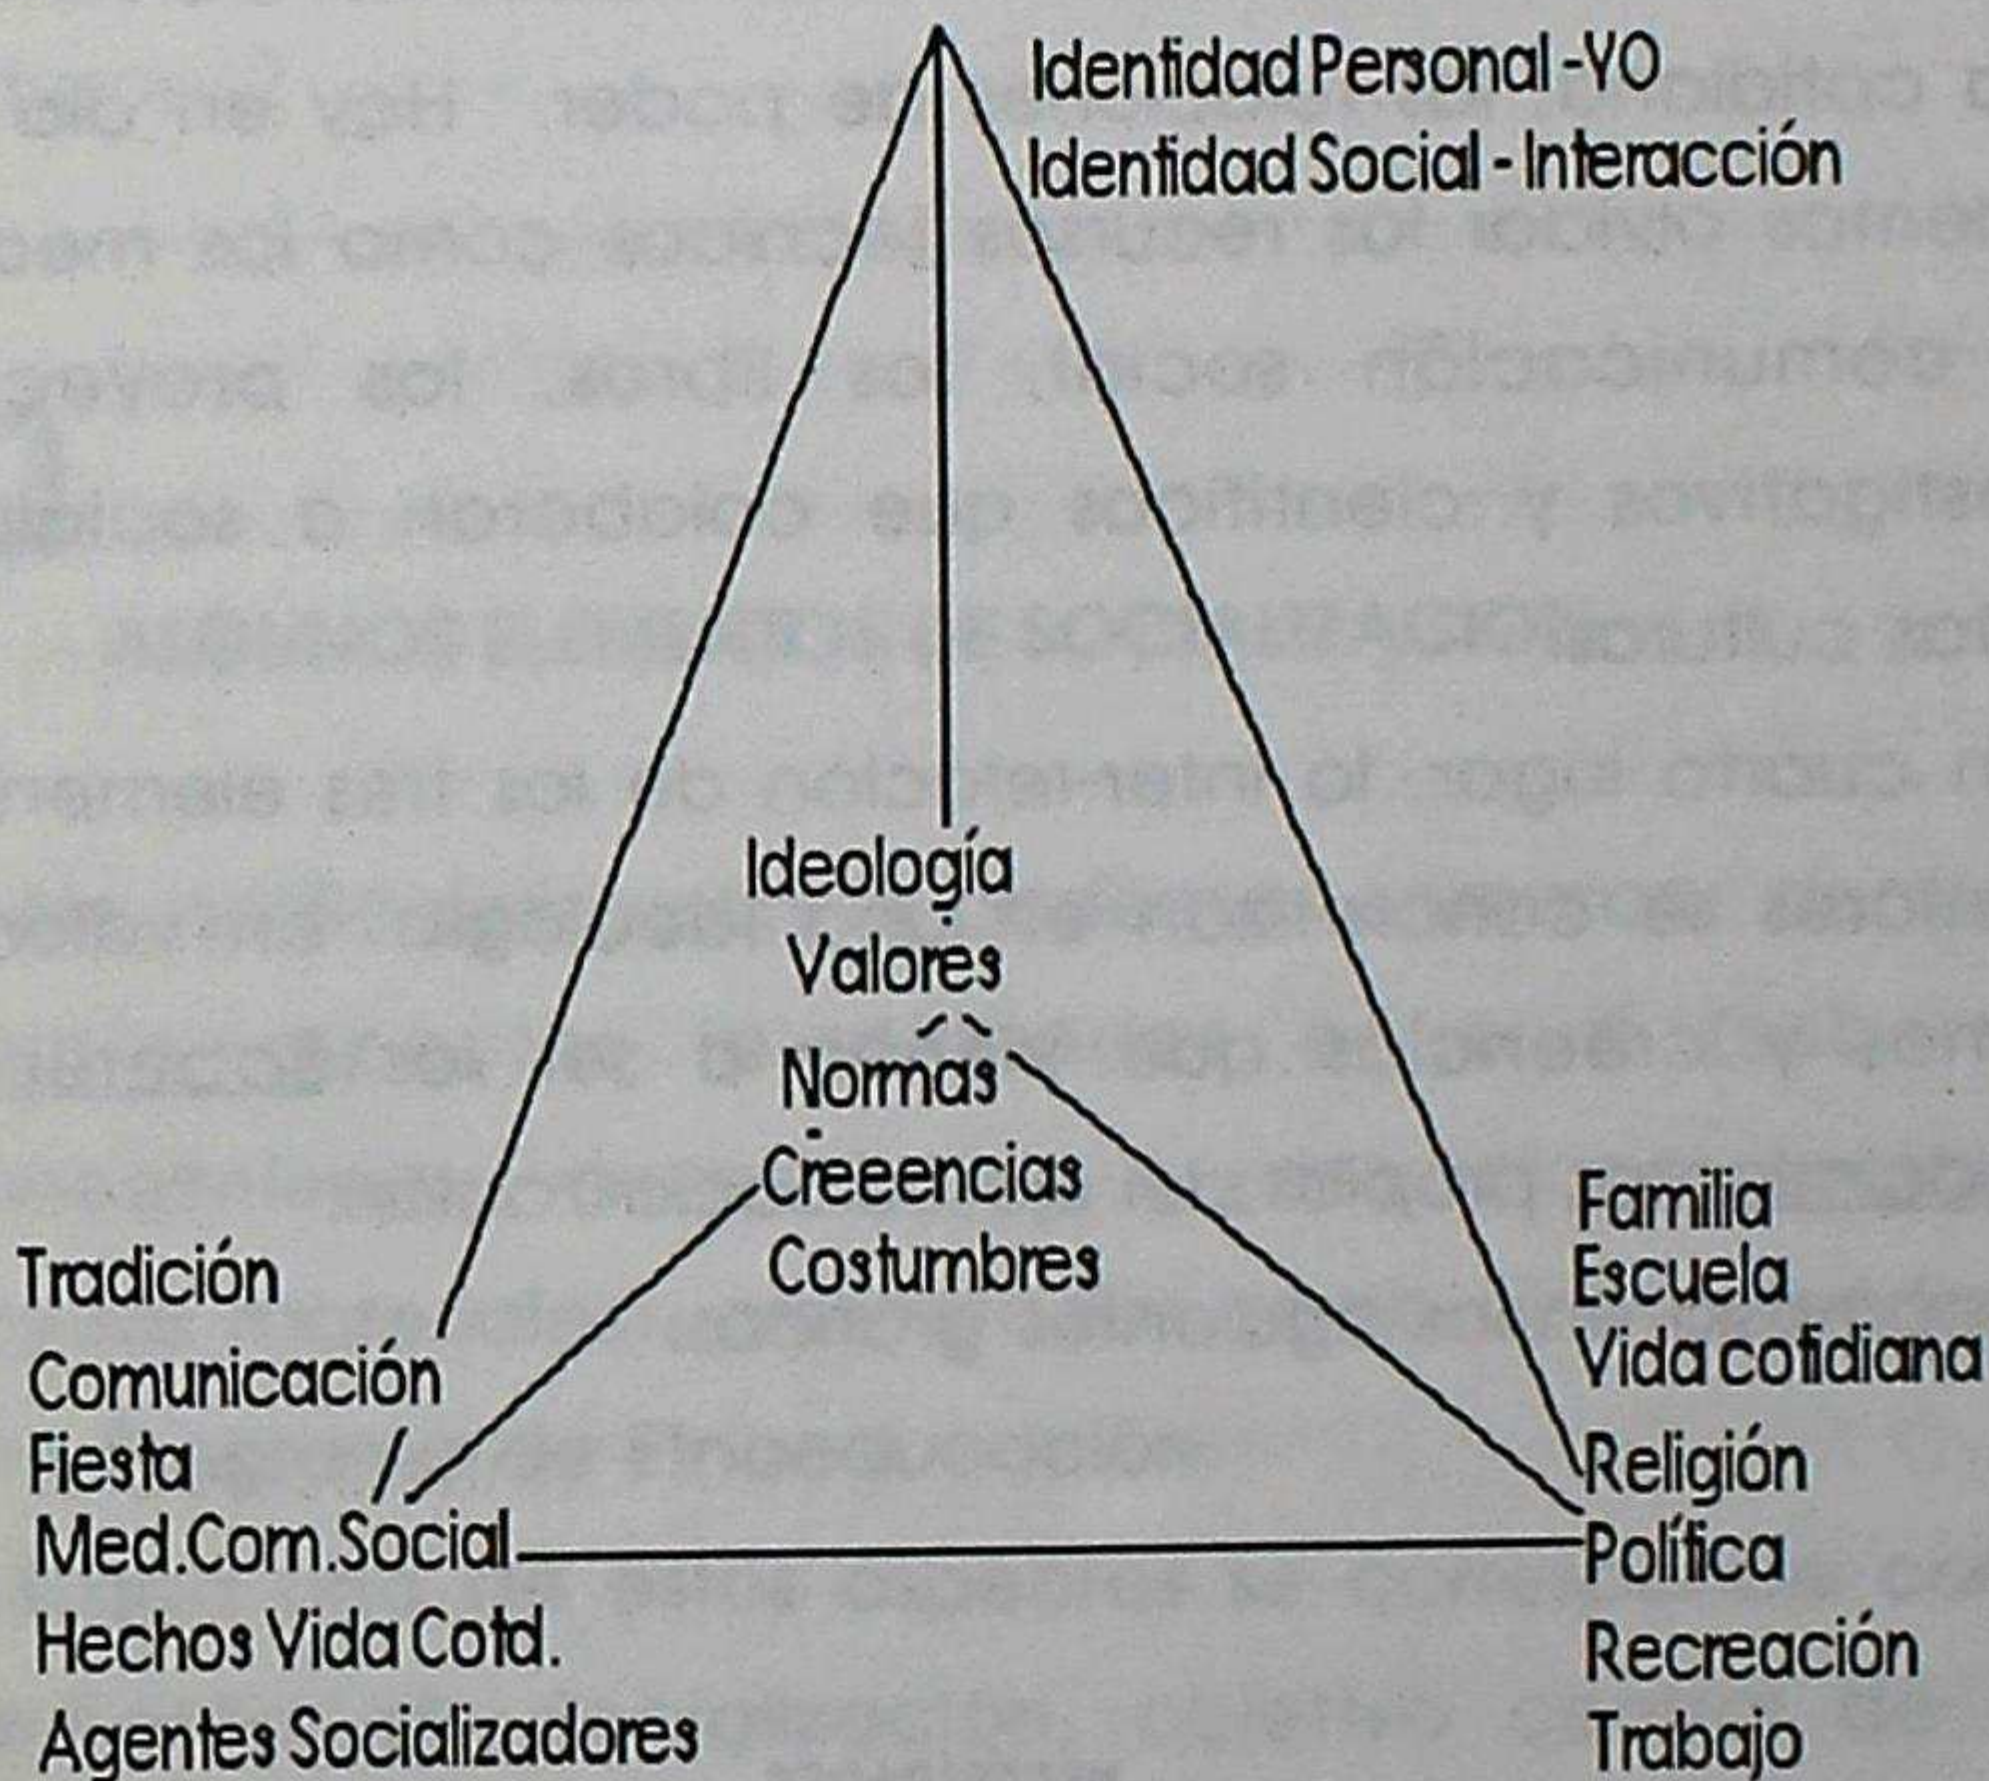 Identidad Personal -YO
Identidad Social - Interacción
Ideología
Valores
Normas
Creeencias
Costumbres
Tradición
Comunicación
Fiesta
Med.Com.Social
Hechos Vida Cotd.
Agentes Socializadores
Familia
Escuela
Vida cotidiana
Religión
Política
Recreación
Trabajo